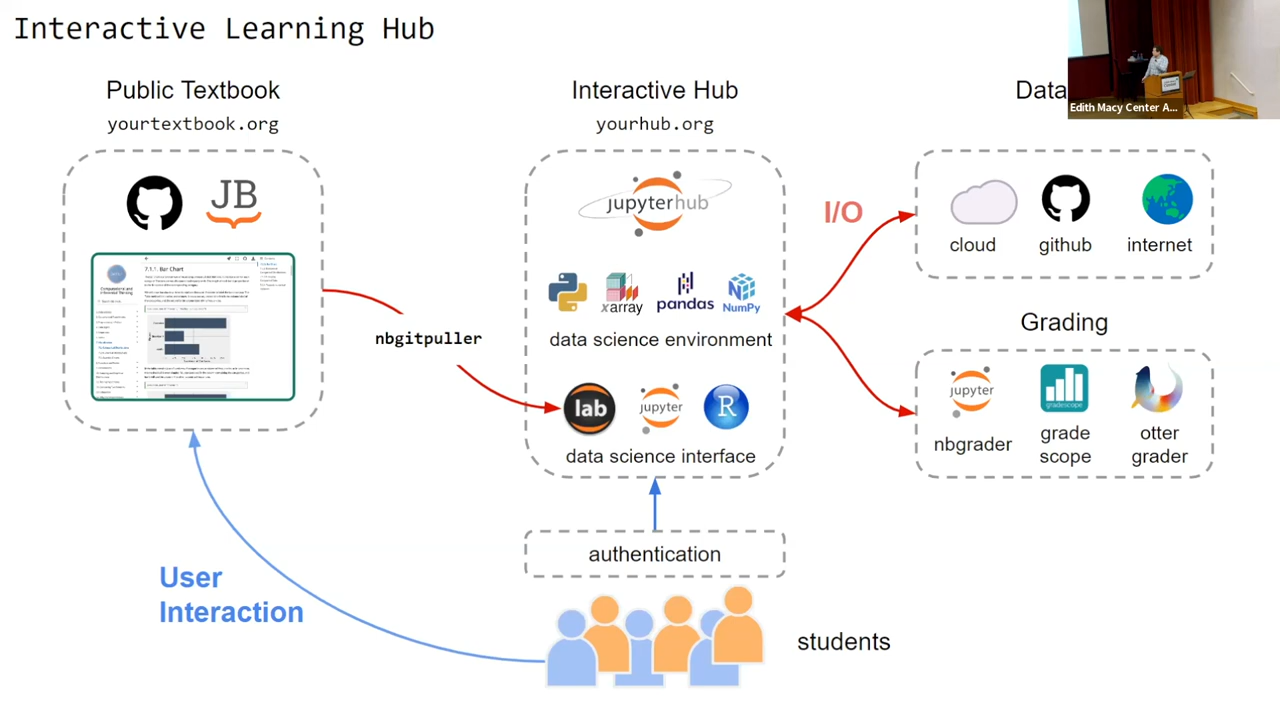 Interactive Learning Hub
Public Textbook
yourtextbook.org
JB
7.1.1. Bar Chart
nbgitpuller
Interactive Hub
yourhub.org
jupyterhub
xarray
pandas
NumPy
data science environment
lab
jupyter
R
data science interface
authentication
students
User
Interaction
I/O
Data
cloud
github
internet
Grading
jupyter
gradescope
nbgrader
grade
scope
otter
grader
Edith Macy Center A...